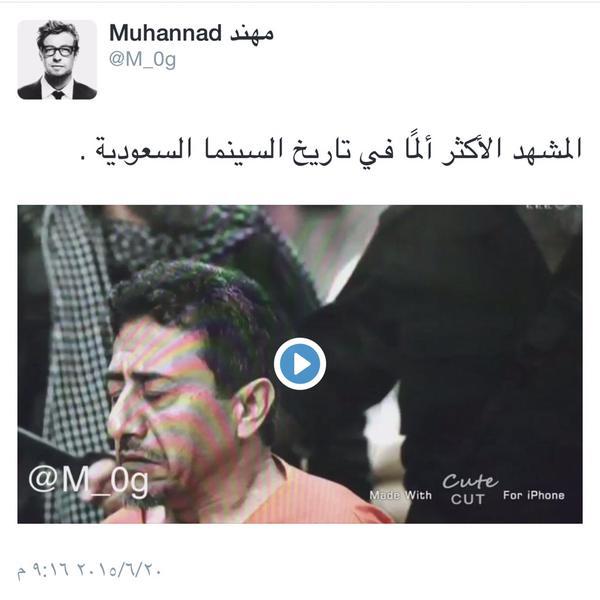 Muhannad مهند
@M_0g
المشهد الأكثر ألمًا في تاريخ السينما السعودية .
@M_0g
Made With Cute CUT For iPhone
٢٠١٥/٦/٢٠ ٩:١٦ م